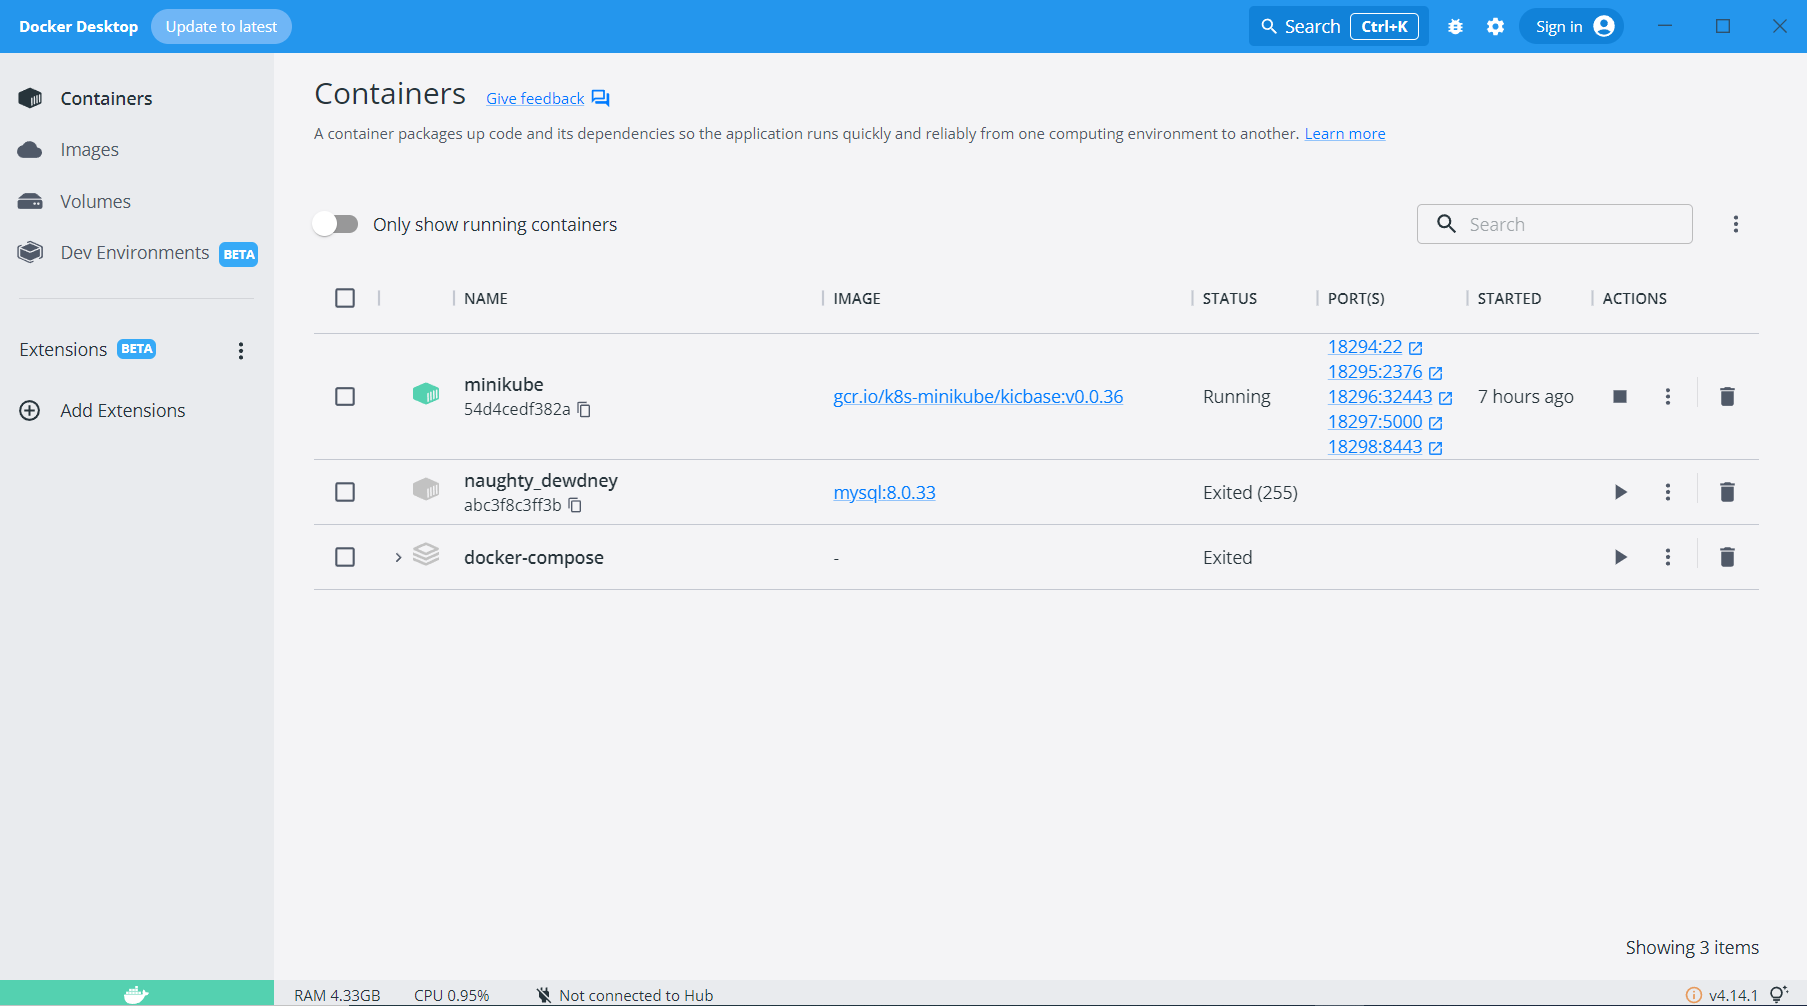 Docker Desktop Update to latest Search Ctrl+K Sign in
Containers
Images
Volumes
Dev Environments BETA
Extensions BETA
Add Extensions
Containers Give feedback
A container packages up code and its dependencies so the application runs quickly and reliably from one computing environment to another. Learn more
Only show running containers Search
NAME IMAGE STATUS PORT(S) STARTED ACTIONS
minikube
54d4cedf382a
gcr.io/k8s-minikube/kicbase:v0.0.36
Running
18294:22
18295:2376
18296:32443
18297:5000
18298:8443
7 hours ago
naughty_dewdney
abc3f8c3ff3b
mysql:8.0.33
Exited (255)
docker-compose - Exited
Showing 3 items
RAM 4.33GB CPU 0.95% Not connected to Hub v4.14.1